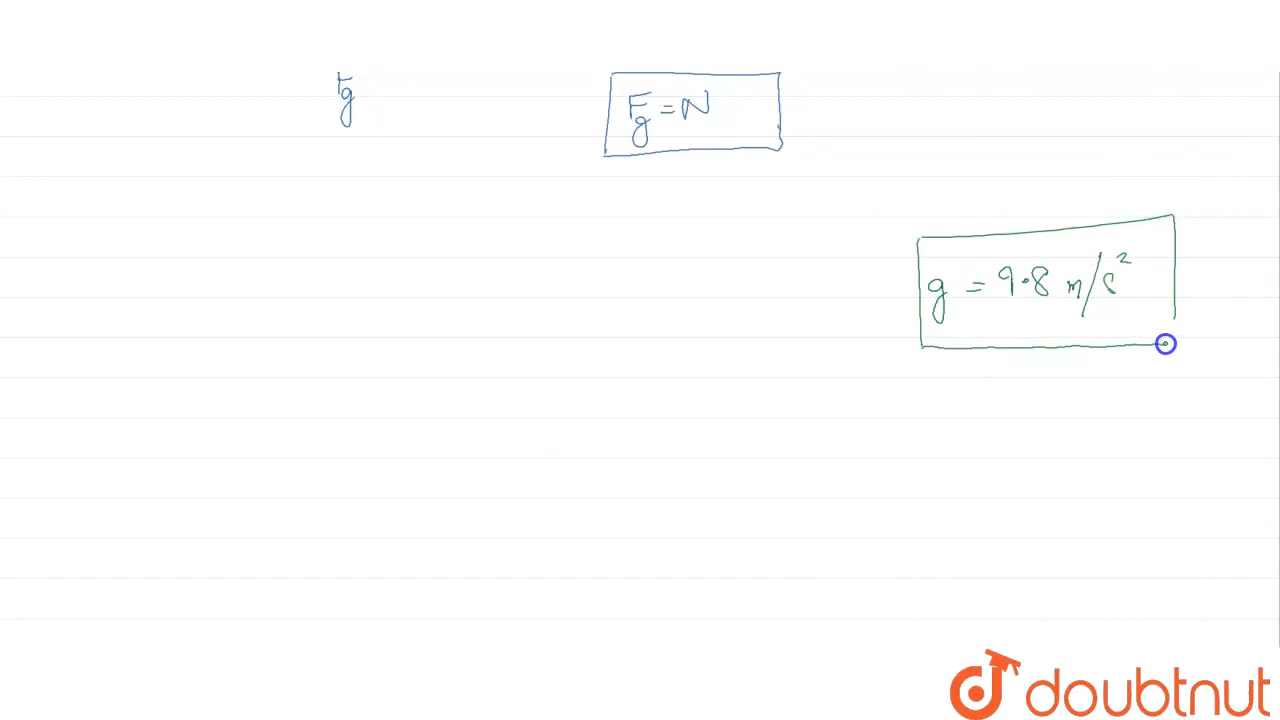 Fg
Fg = N
g = 9.8 m/s²
doubtnut